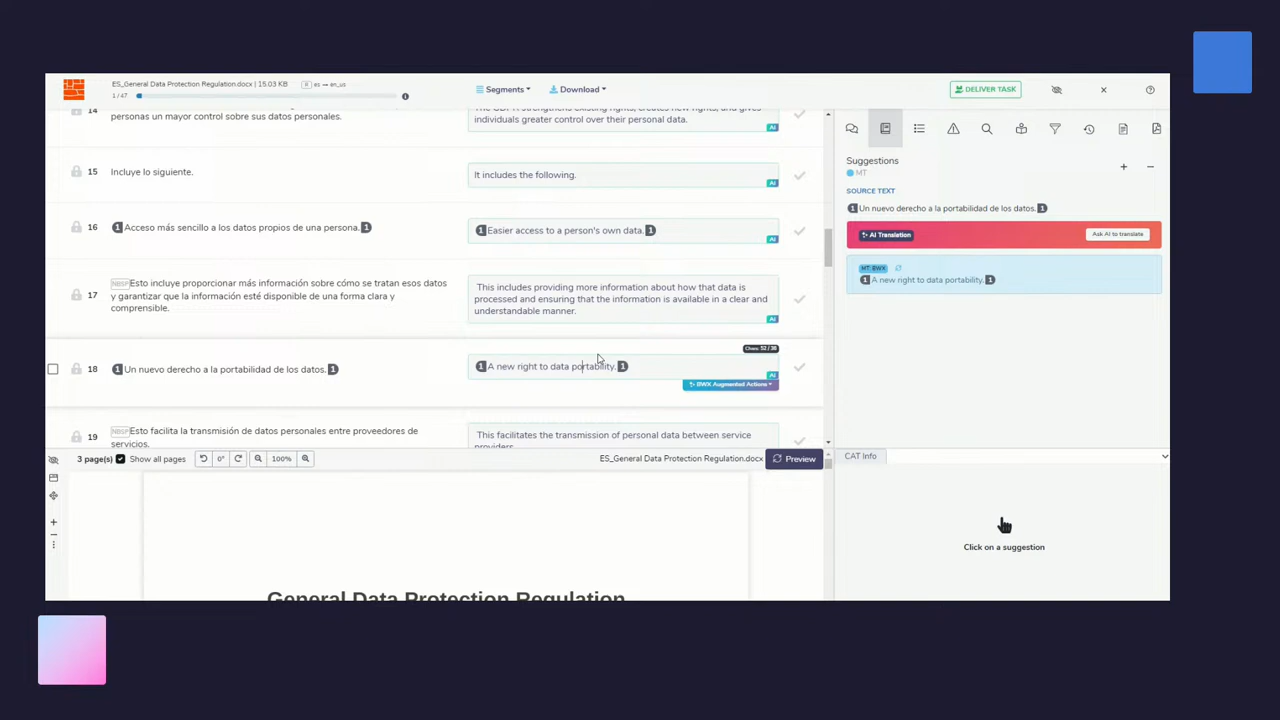 ES_General Data Protection Regulation.docx | 15.03 KB
es → en_us
1 / 47
Segments
Download
DELIVER TASK
14
personas un mayor control sobre sus datos personales.
The GDPR strengthens existing rights, creates new rights, and gives
individuals greater control over their personal data.
AI
15
Incluye lo siguiente.
It includes the following.
AI
16
1 Acceso más sencillo a los datos propios de una persona. 1
1 Easier access to a person's own data. 1
AI
17
NBSP Esto incluye proporcionar más información sobre cómo se tratan esos datos
y garantizar que la información esté disponible de una forma clara y
comprensible.
This includes providing more information about how that data is
processed and ensuring that the information is available in a clear and
understandable manner.
AI
18
1 Un nuevo derecho a la portabilidad de los datos. 1
Chars: 52 / 36
1 A new right to data portability. 1
AI
BWX Augmented Actions
19
NBSP Esto facilita la transmisión de datos personales entre proveedores de
servicios.
This facilitates the transmission of personal data between service
providers.
3 page(s)
Show all pages
0°
100%
ES_General Data Protection Regulation.docx
Preview
General Data Protection Regulation
Suggestions
MT
SOURCE TEXT
1 Un nuevo derecho a la portabilidad de los datos. 1
AI Translation
Ask AI to translate
MT: BWX
1 A new right to data portability. 1
CAT Info
Click on a suggestion